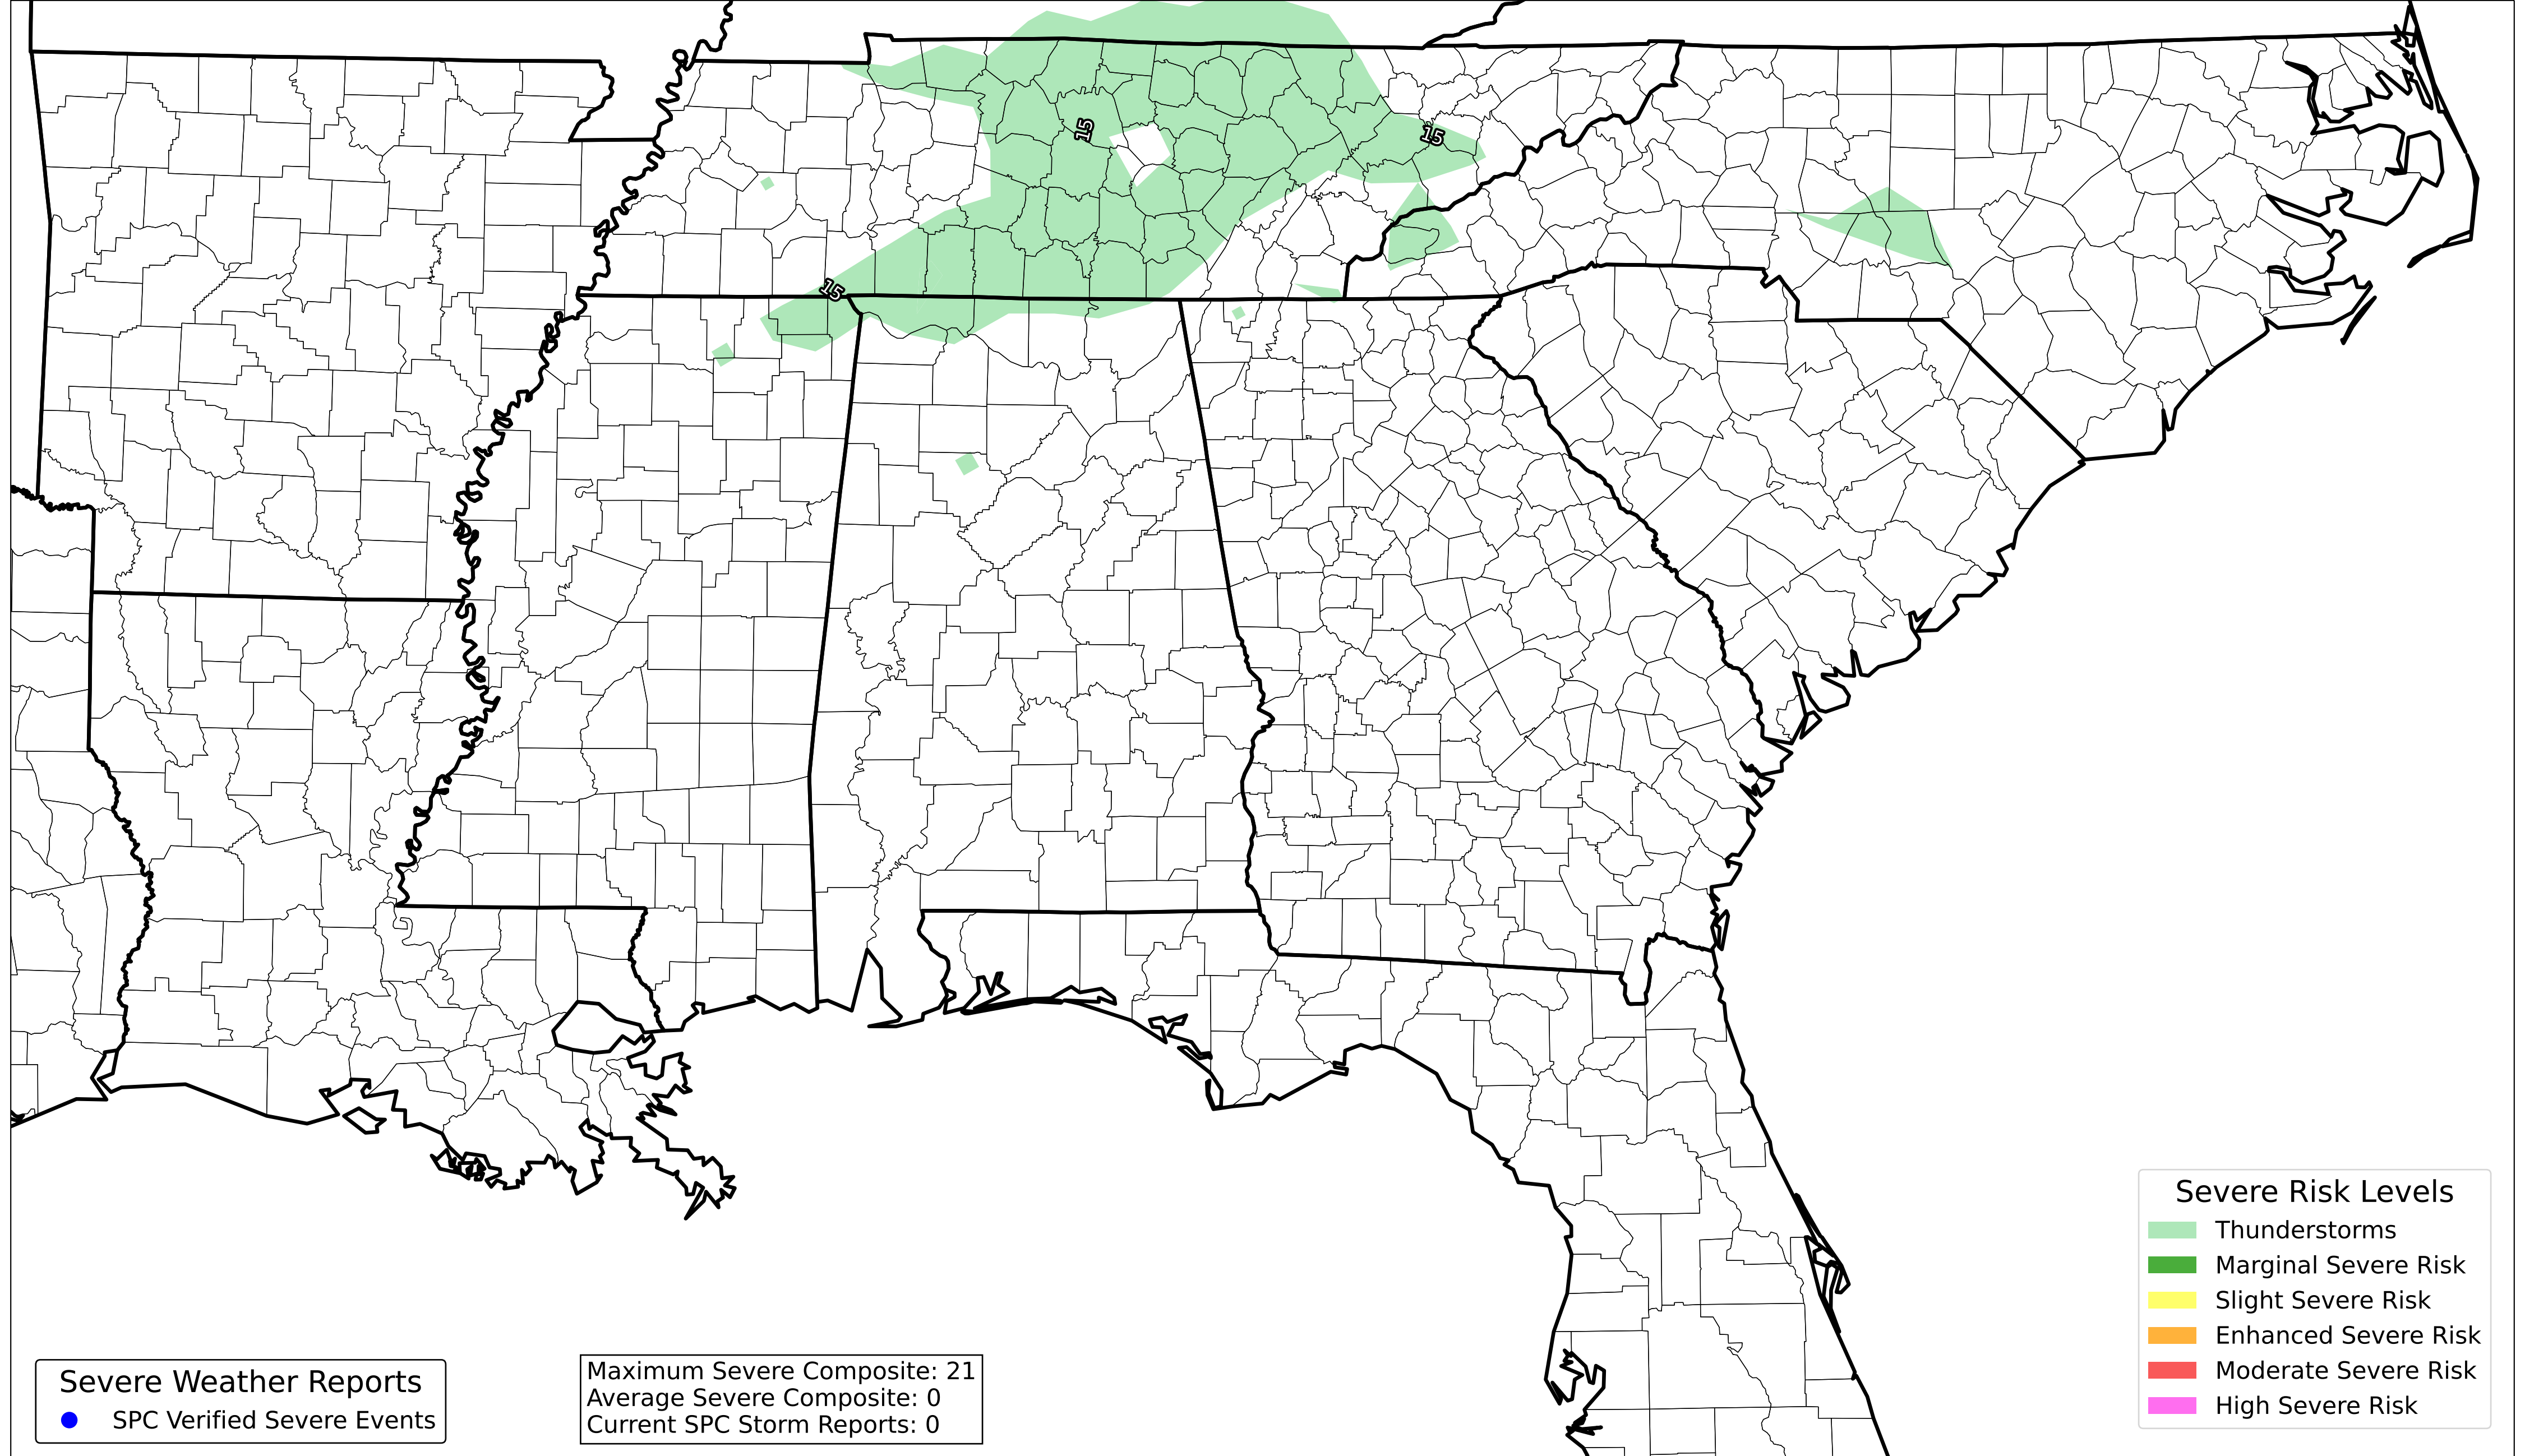 15
15
15
Severe Risk Levels
Thunderstorms
Marginal Severe Risk
Slight Severe Risk
Enhanced Severe Risk
Moderate Severe Risk
High Severe Risk
Severe Weather Reports
SPC Verified Severe Events
Maximum Severe Composite: 21
Average Severe Composite: 0
Current SPC Storm Reports: 0